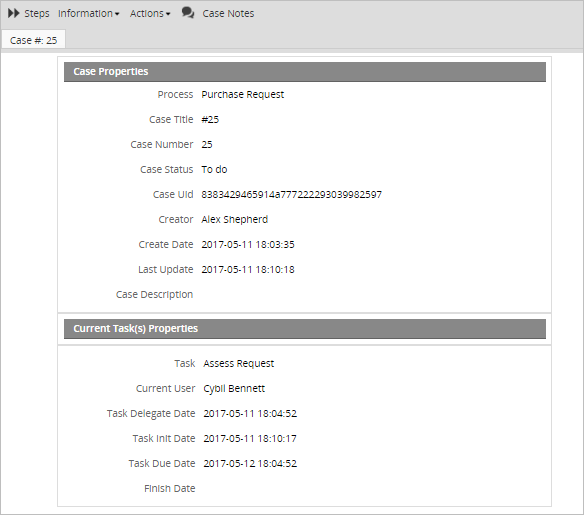 Steps Information Actions Case Notes
Case #: 25
Case Properties
Process Purchase Request
Case Title #25
Case Number 25
Case Status To do
Case Uid 8383429465914a777222293039982597
Creator Alex Shepherd
Create Date 2017-05-11 18:03:35
Last Update 2017-05-11 18:10:18
Case Description
Current Task(s) Properties
Task Assess Request
Current User Cybil Bennett
Task Delegate Date 2017-05-11 18:04:52
Task Init Date 2017-05-11 18:10:17
Task Due Date 2017-05-12 18:04:52
Finish Date